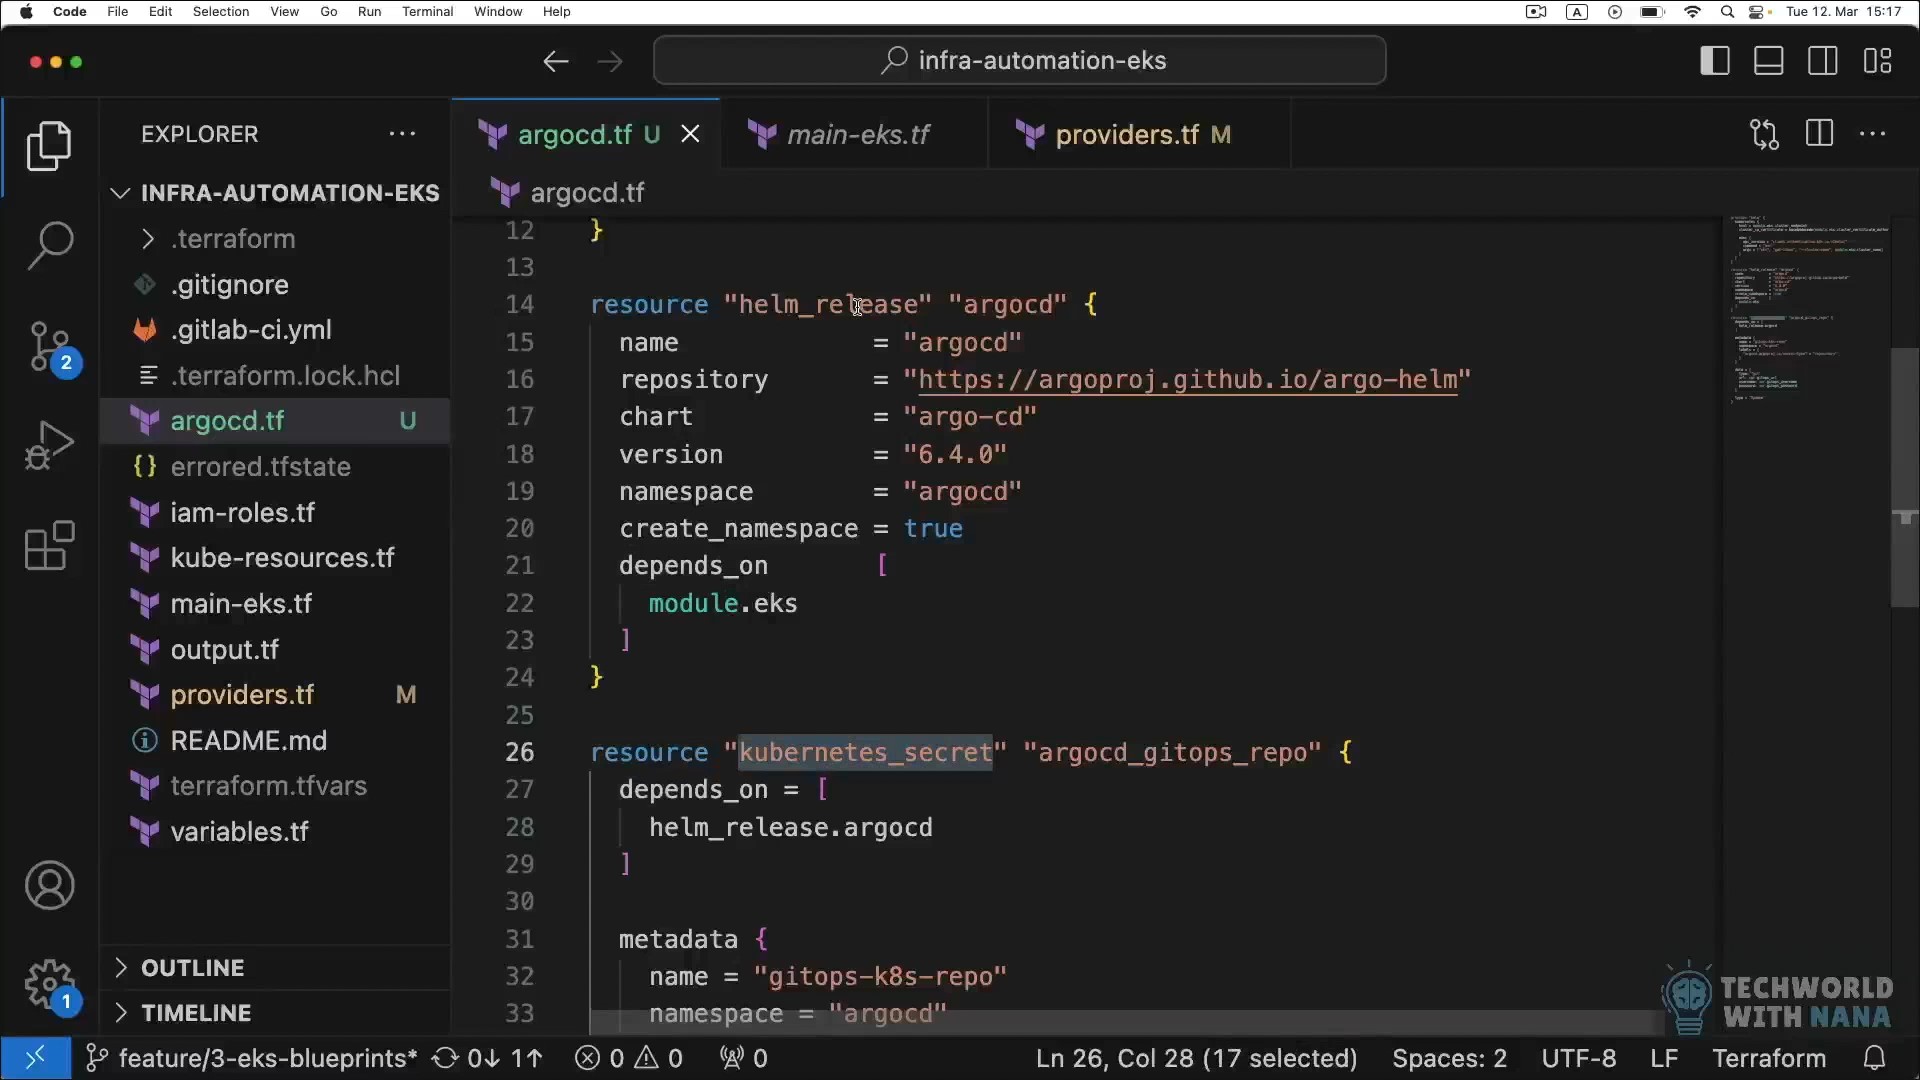 Code File Edit Selection View Go Run Terminal Window Help A Tue 12. Mar 15:17
infra-automation-eks
EXPLORER
argocd.tf U
main-eks.tf
providers.tf M
INFRA-AUTOMATION-EKS
argocd.tf
.terraform
.gitignore
.gitlab-ci.yml
.terraform.lock.hcl
argocd.tf U
errored.tfstate
iam-roles.tf
kube-resources.tf
main-eks.tf
output.tf
providers.tf M
README.md
terraform.tfvars
variables.tf
OUTLINE
TIMELINE
2
1
12 }
13
14 resource "helm_release" "argocd" {
15 name = "argocd"
16 repository = "https://argoproj.github.io/argo-helm"
17 chart = "argo-cd"
18 version = "6.4.0"
19 namespace = "argocd"
20 create_namespace = true
21 depends_on [
22 module.eks
23 ]
24 }
25
26 resource "kubernetes_secret" "argocd_gitops_repo" {
27 depends_on = [
28 helm_release.argocd
29 ]
30
31 metadata {
32 name = "gitops-k8s-repo"
33 namespace = "argocd"
TECHWORLD
WITH NANA
feature/3-eks-blueprints* 0↓ 1↑ 0 0 0 Ln 26, Col 28 (17 selected) Spaces: 2 UTF-8 LF Terraform